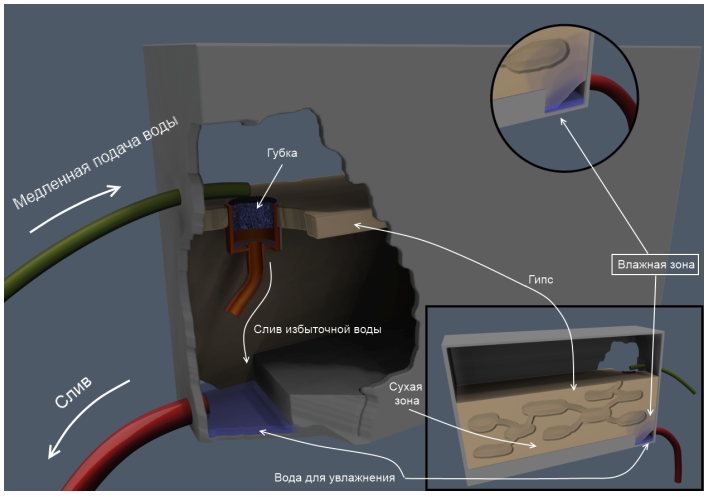 Медленная подача воды
Губка
Влажная зона
Гипс
Слив избыточной воды
Слив
Сухая
зона
Вода для увлажнения